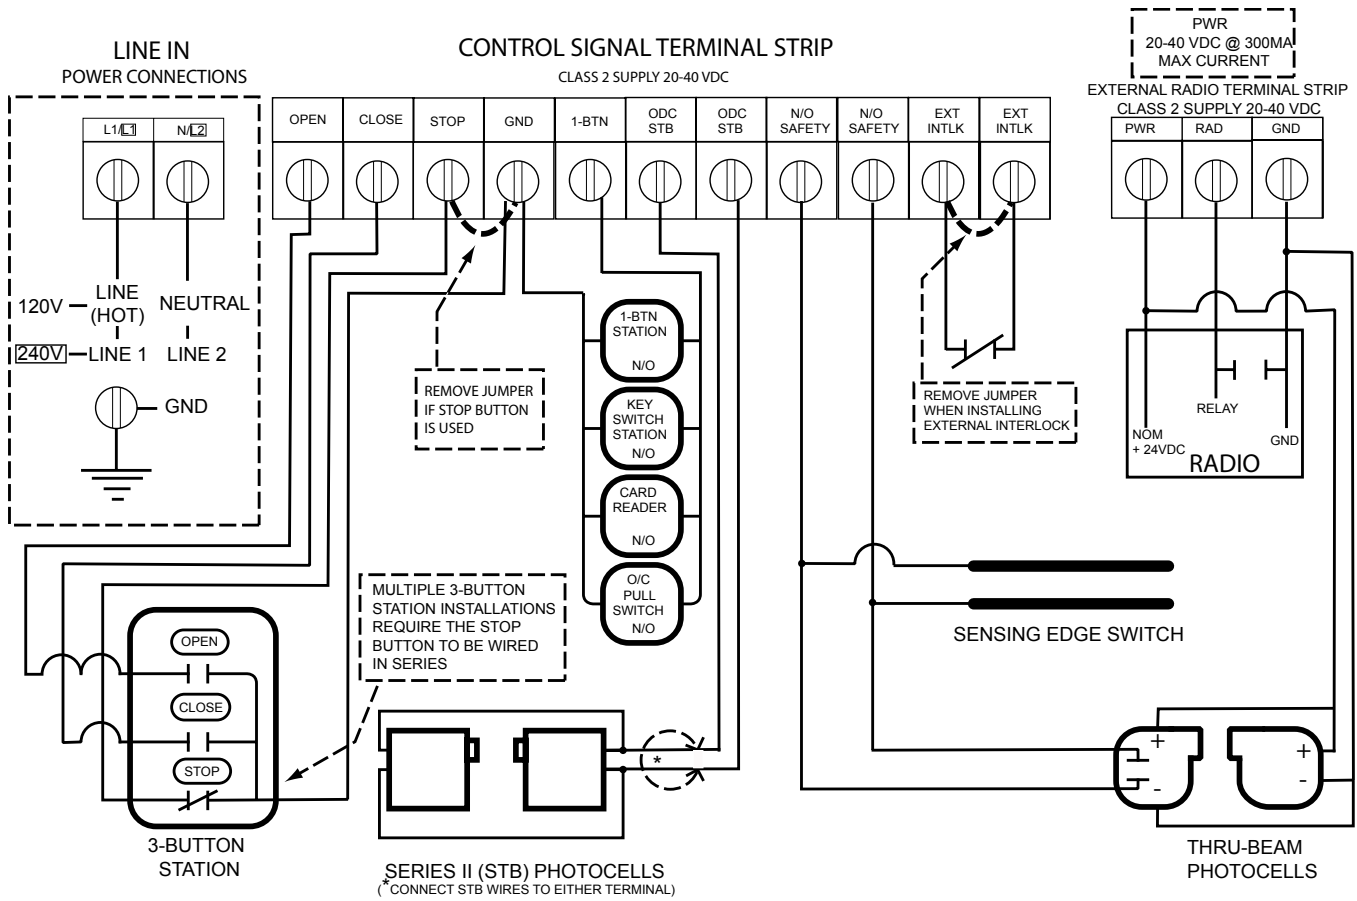 LINE IN
POWER CONNECTIONS
L1/L1
N/L2
120V
LINE
(HOT)
NEUTRAL
240V
LINE 1
LINE 2
GND
CONTROL SIGNAL TERMINAL STRIP
CLASS 2 SUPPLY 20-40 VDC
OPEN
CLOSE
STOP
GND
1-BTN
ODC
STB
ODC
STB
N/O
SAFETY
N/O
SAFETY
EXT
INTLK
EXT
INTLK
PWR
20-40 VDC @ 300MA
MAX CURRENT
EXTERNAL RADIO TERMINAL STRIP
CLASS 2 SUPPLY 20-40 VDC
PWR
RAD
GND
REMOVE JUMPER
IF STOP BUTTON
IS USED
1-BTN
STATION
N/O
KEY
SWITCH
STATION
N/O
CARD
READER
N/O
O/C
PULL
SWITCH
N/O
REMOVE JUMPER
WHEN INSTALLING
EXTERNAL INTERLOCK
RELAY
NOM
+ 24VDC
GND
RADIO
MULTIPLE 3-BUTTON
STATION INSTALLATIONS
REQUIRE THE STOP
BUTTON TO BE WIRED
IN SERIES
OPEN
CLOSE
STOP
3-BUTTON
STATION
*
SERIES II (STB) PHOTOCELLS
(*CONNECT STB WIRES TO EITHER TERMINAL)
SENSING EDGE SWITCH
+
-
+
-
THRU-BEAM
PHOTOCELLS